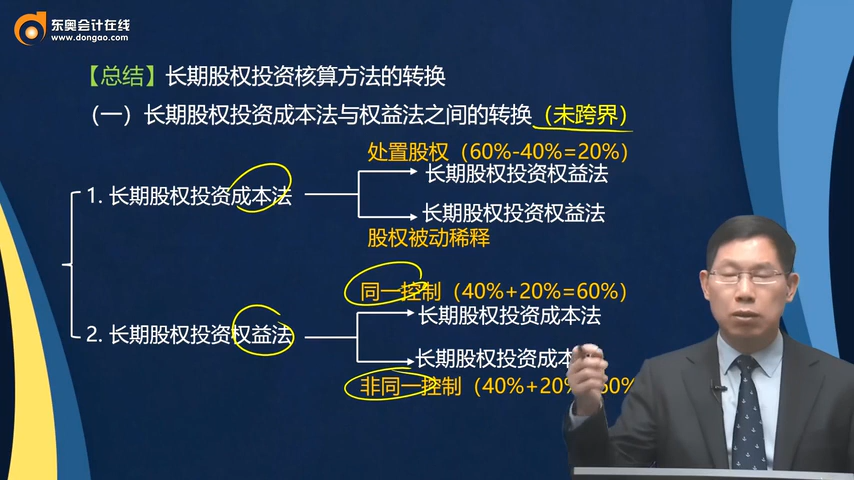 东奥会计在线
www.dongao.com
【总结】长期股权投资核算方法的转换
（一）长期股权投资成本法与权益法之间的转换（未跨界）
处置股权（60%-40%=20%）
长期股权投资权益法
1. 长期股权投资成本法
长期股权投资权益法
股权被动稀释
同一控制（40%+20%=60%）
长期股权投资成本法
2. 长期股权投资权益法
长期股权投资成本
非同一控制（40%+20%